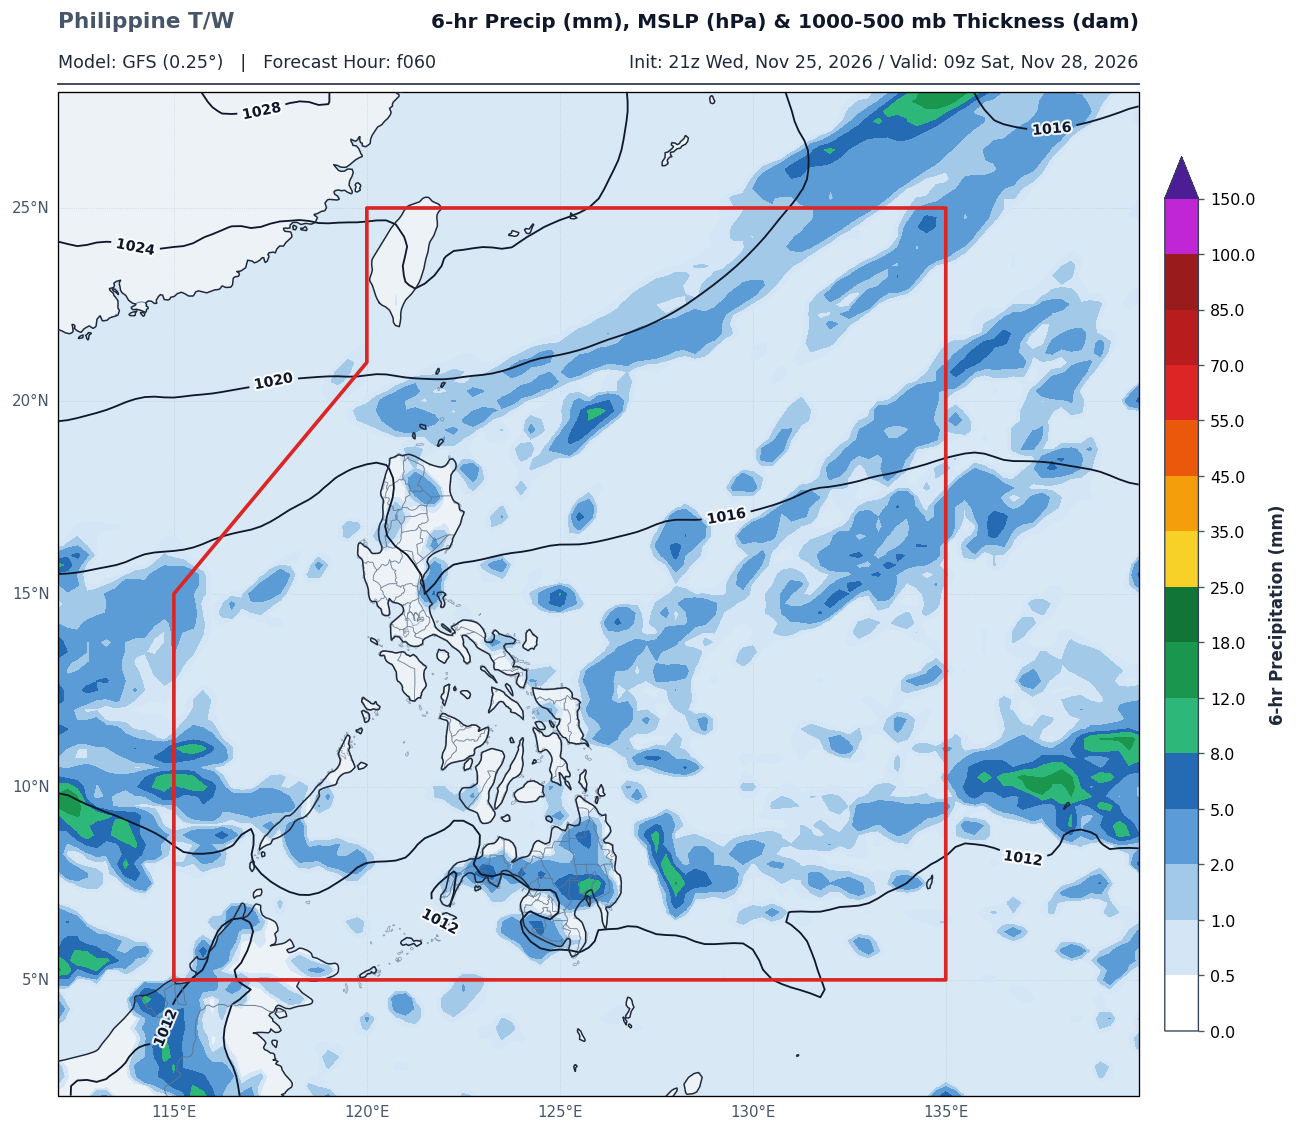 Philippine T/W
6-hr Precip (mm), MSLP (hPa) & 1000-500 mb Thickness (dam)
Model: GFS (0.25°) | Forecast Hour: f060
Init: 21z Wed, Nov 25, 2026 / Valid: 09z Sat, Nov 28, 2026
1028
1016
1024
1020
1016
1012
1012
1012
25°N
20°N
15°N
10°N
5°N
115°E
120°E
125°E
130°E
135°E
150.0
100.0
85.0
70.0
55.0
45.0
35.0
25.0
18.0
12.0
8.0
5.0
2.0
1.0
0.5
0.0
6-hr Precipitation (mm)